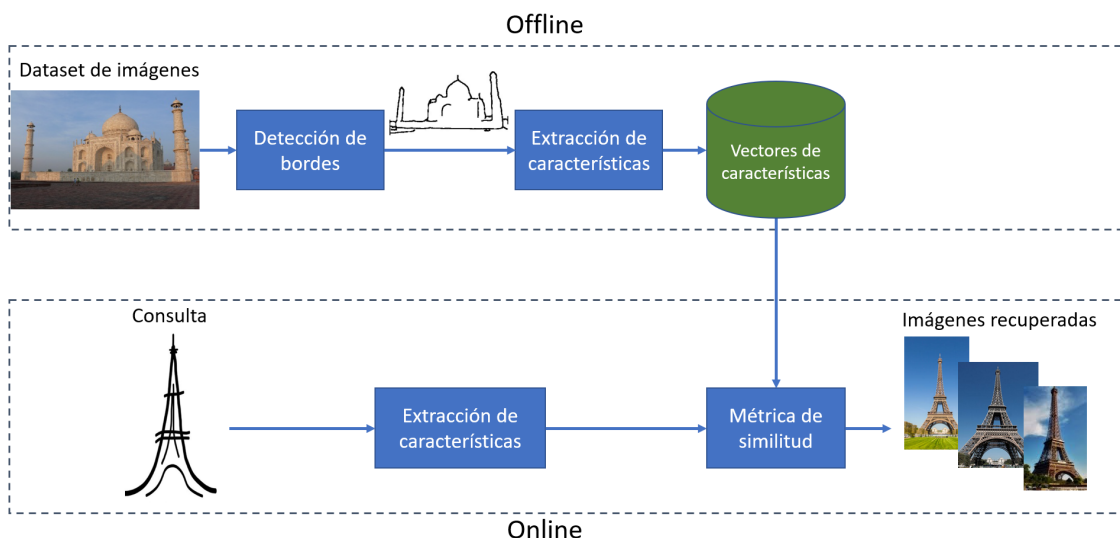 Offline
Dataset de imágenes
Detección de
bordes
Extracción de
características
Vectores de
características
Consulta
Imágenes recuperadas
Extracción de
características
Métrica de
similitud
Online